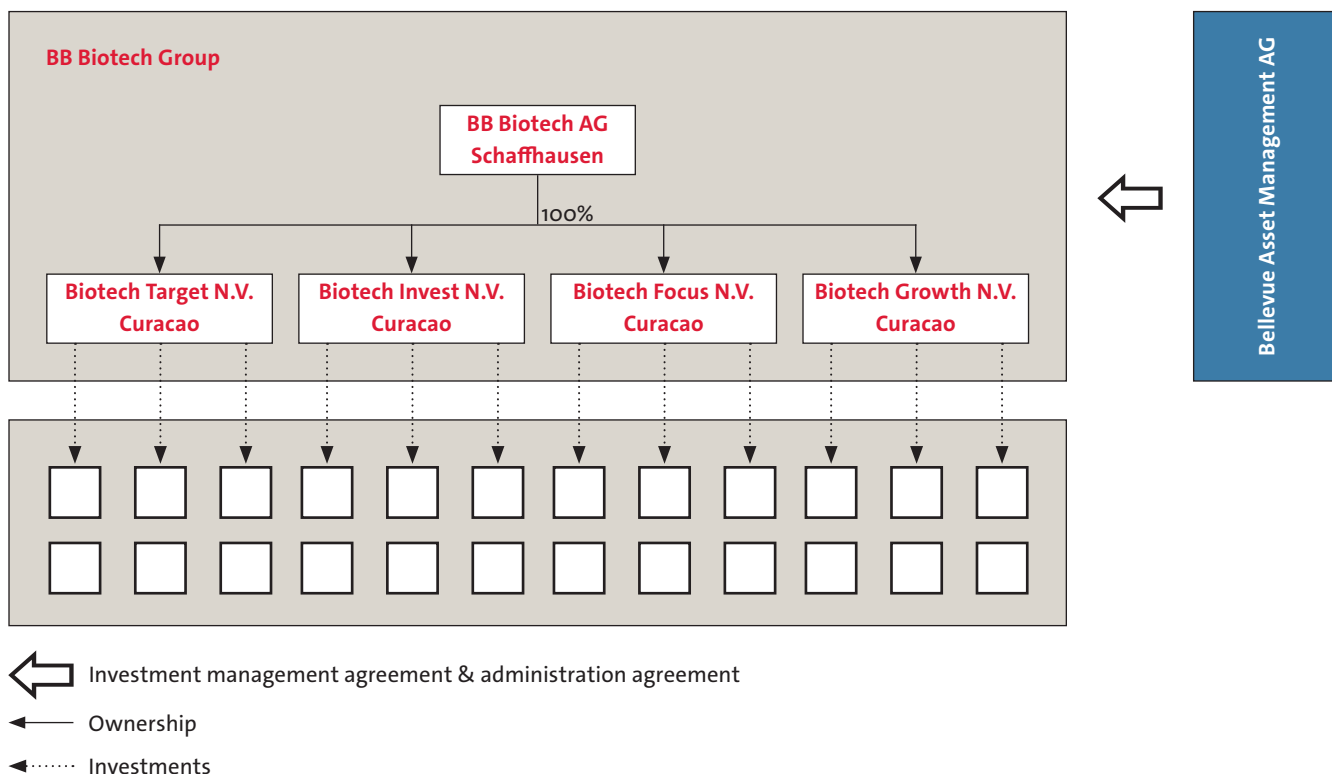 BB Biotech Group
BB Biotech AG
Schaffhausen
100%
Biotech Target N.V.
Curacao
Biotech Invest N.V.
Curacao
Biotech Focus N.V.
Curacao
Biotech Growth N.V.
Curacao
Bellevue Asset Management AG
Investment management agreement & administration agreement
Ownership
Investments